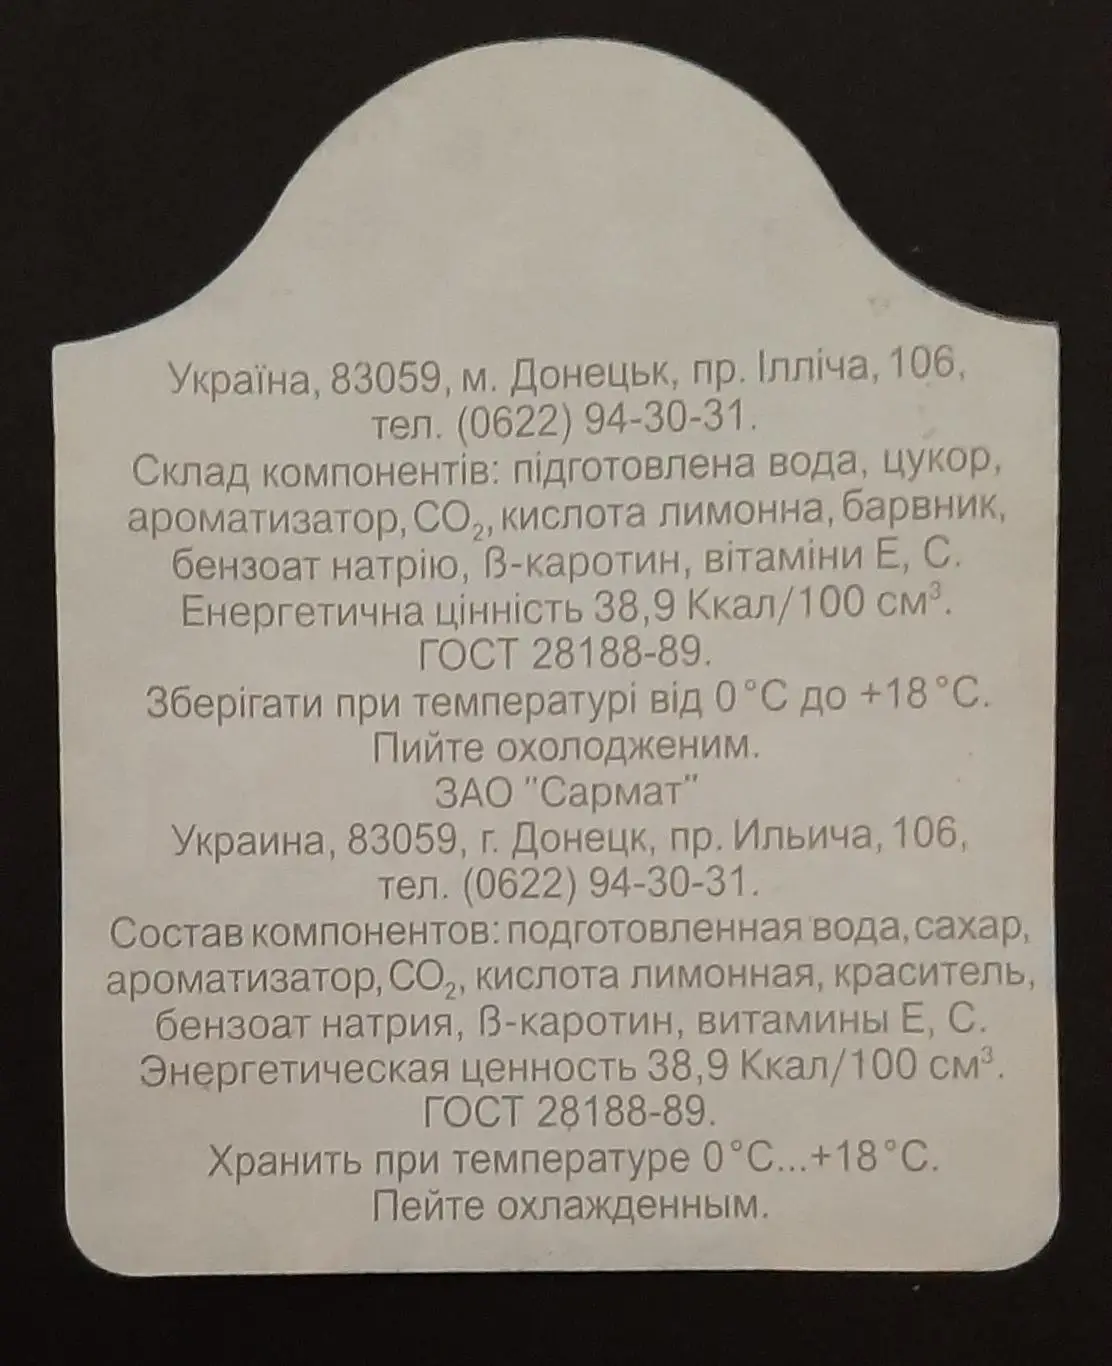 Україна, 83059, м. Донецьк, пр. Ілліча, 106,
тел. (0622) 94-30-31.
Склад компонентів: підготовлена вода, цукор,
ароматизатор, CO₂, кислота лимонна, барвник,
бензоат натрію, ß-каротин, вітаміни Е, С.
Енергетична цінність 38,9 Ккал/100 см³.
ГОСТ 28188-89.
Зберігати при температурі від 0°С до +18°С.
Пийте охолодженим.
ЗАО "Сармат"
Украина, 83059, г. Донецк, пр. Ильича, 106,
тел. (0622) 94-30-31.
Состав компонентов: подготовленная вода, сахар,
ароматизатор, CO₂, кислота лимонная, краситель,
бензоат натрия, ß-каротин, витамины Е, С.
Энергетическая ценность 38,9 Ккал/100 см³.
ГОСТ 28188-89.
Хранить при температуре 0°С...+18°С.
Пейте охлажденным.